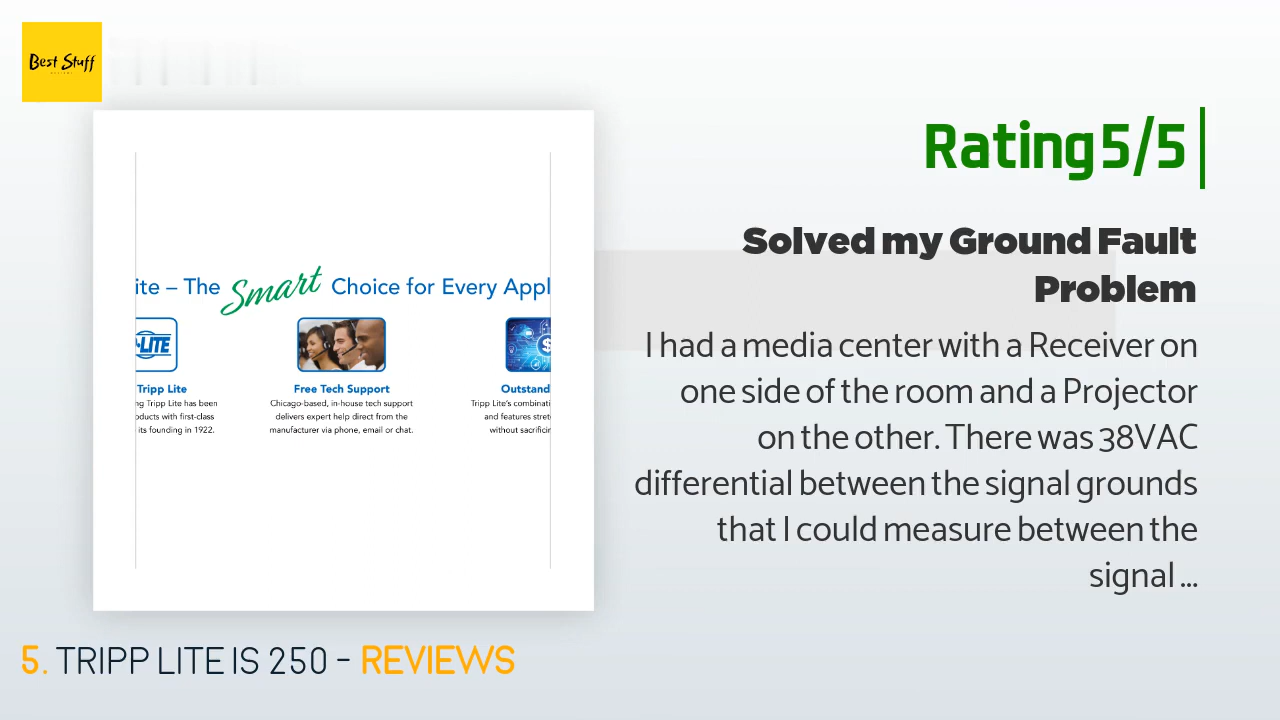 Best Stuff
Rating 5/5
Solved my Ground Fault
Problem
I had a media center with a Receiver on
one side of the room and a Projector
on the other. There was 38VAC
differential between the signal grounds
that I could measure between the
signal ...
ite – The Smart Choice for Every Appl
-LITE
$
Tripp Lite
ng Tripp Lite has been
oducts with first-class
its founding in 1922.
Free Tech Support
Chicago-based, in-house tech support
delivers expert help direct from the
manufacturer via phone, email or chat.
Outstand
Tripp Lite's combinati
and features stret
without sacrificin
5. TRIPP LITE IS 250 - REVIEWS